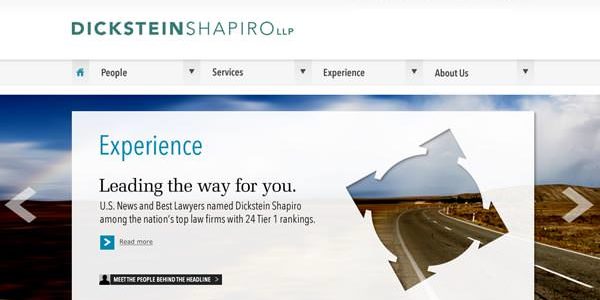 DICKSTEINSHAPIRO LLP
People Services Experience About Us
Experience
Leading the way for you.
U.S. News and Best Lawyers named Dickstein Shapiro
among the nation's top law firms with 24 Tier 1 rankings.
Read more
MEET THE PEOPLE BEHIND THE HEADLINE